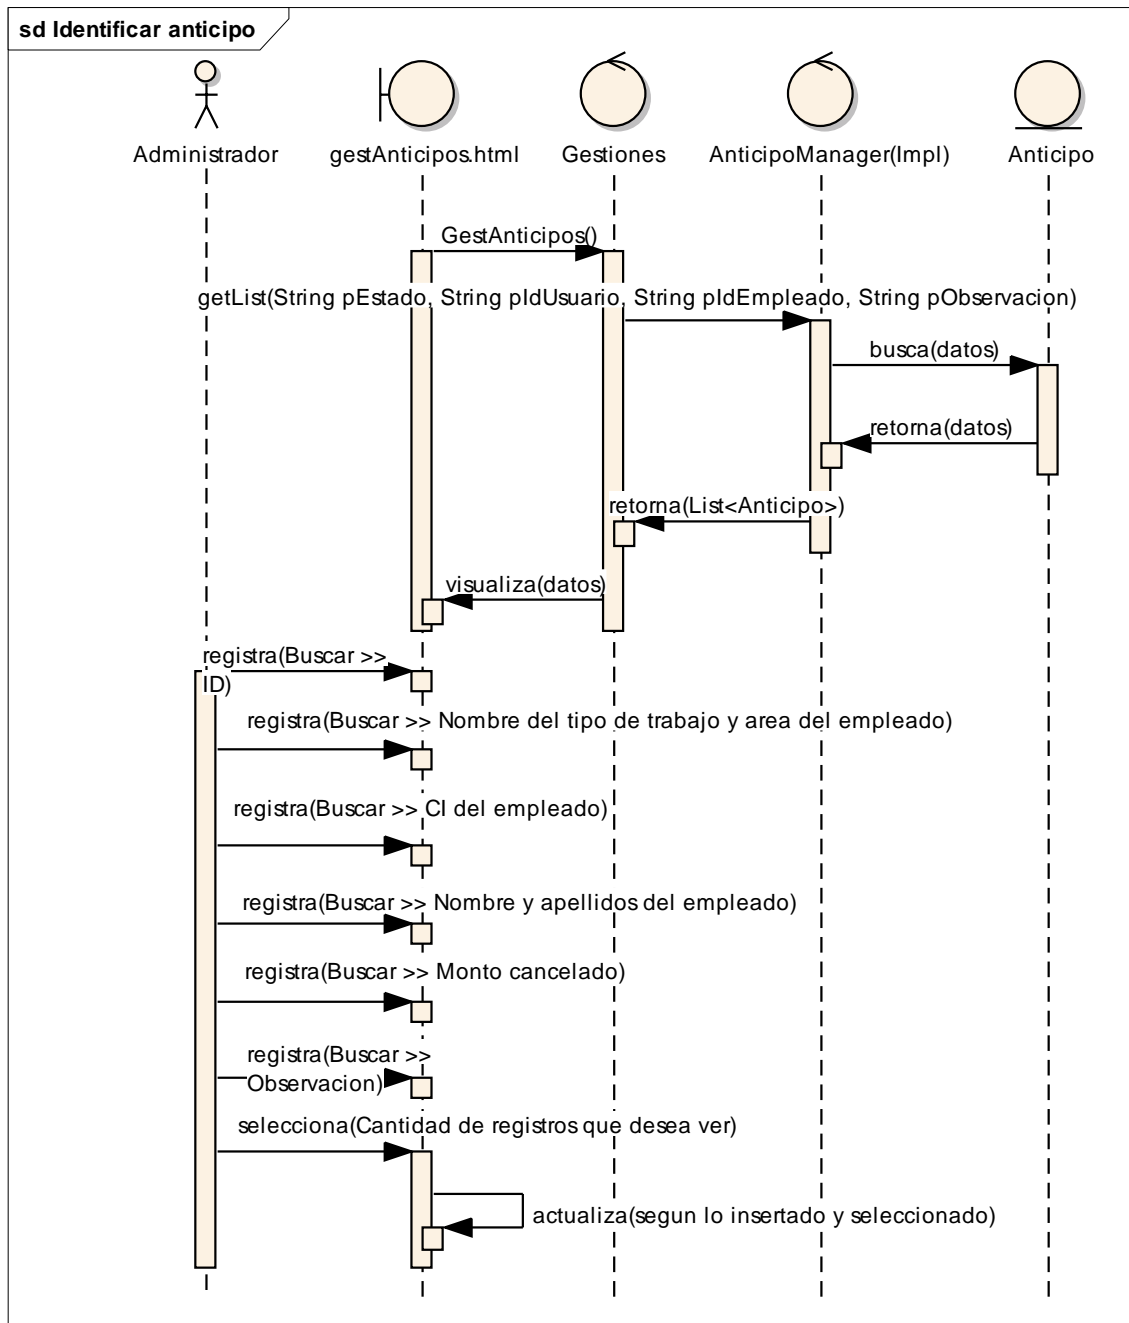 sd Identificar anticipo
Administrador
gestAnticipos.html
Gestiones
AnticipoManager(Impl)
Anticipo
GestAnticipos()
getList(String pEstado, String pIdUsuario, String pIdEmpleado, String pObservacion)
busca(datos)
retorna(datos)
retorna(List<Anticipo>)
visualiza(datos)
registra(Buscar >>
ID)
registra(Buscar >> Nombre del tipo de trabajo y area del empleado)
registra(Buscar >> CI del empleado)
registra(Buscar >> Nombre y apellidos del empleado)
registra(Buscar >> Monto cancelado)
registra(Buscar >>
Observacion)
selecciona(Cantidad de registros que desea ver)
actualiza(segun lo insertado y seleccionado)